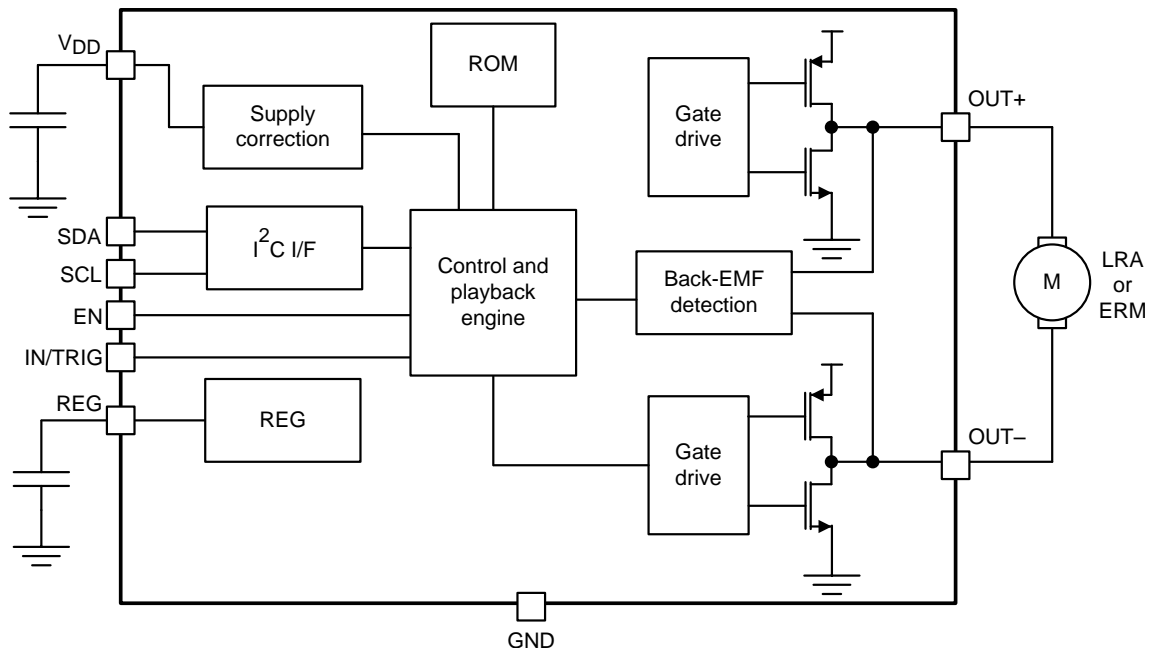 VDD
ROM
Supply
correction
Gate
drive
OUT+
SDA
SCL
I2C I/F
Control and
playback
engine
Back-EMF
detection
M
LRA
or
ERM
EN
IN/TRIG
REG
REG
Gate
drive
OUT–
GND